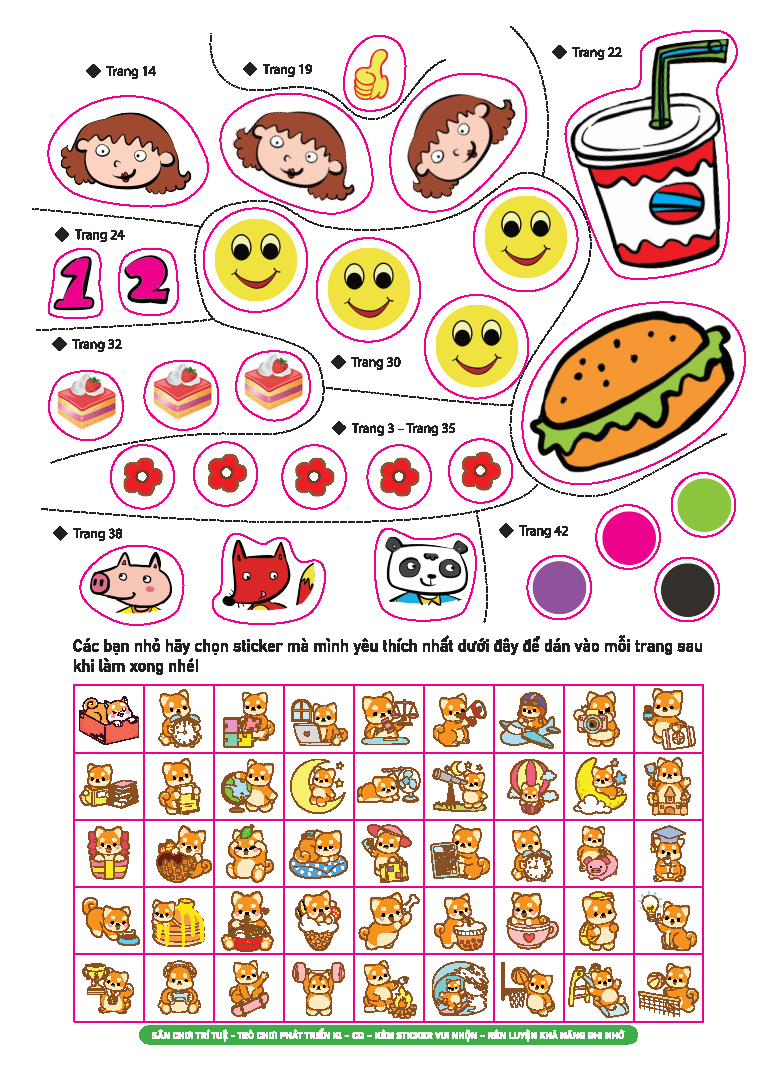 Trang 14
Trang 19
Trang 22
Trang 24
1 2
Trang 32
Trang 30
Trang 3 - Trang 35
Trang 38
Trang 42
Các bạn nhỏ hãy chọn sticker mà mình yêu thích nhất dưới đây để dán vào mỗi trang sau
khi làm xong nhé!
SÂN CHƠI TRÍ TUỆ - TRÒ CHƠI PHÁT TRIỂN IQ - EQ - KÈM STICKER VUI NHỘN - RÈN LUYỆN KHẢ NĂNG GHI NHỚ